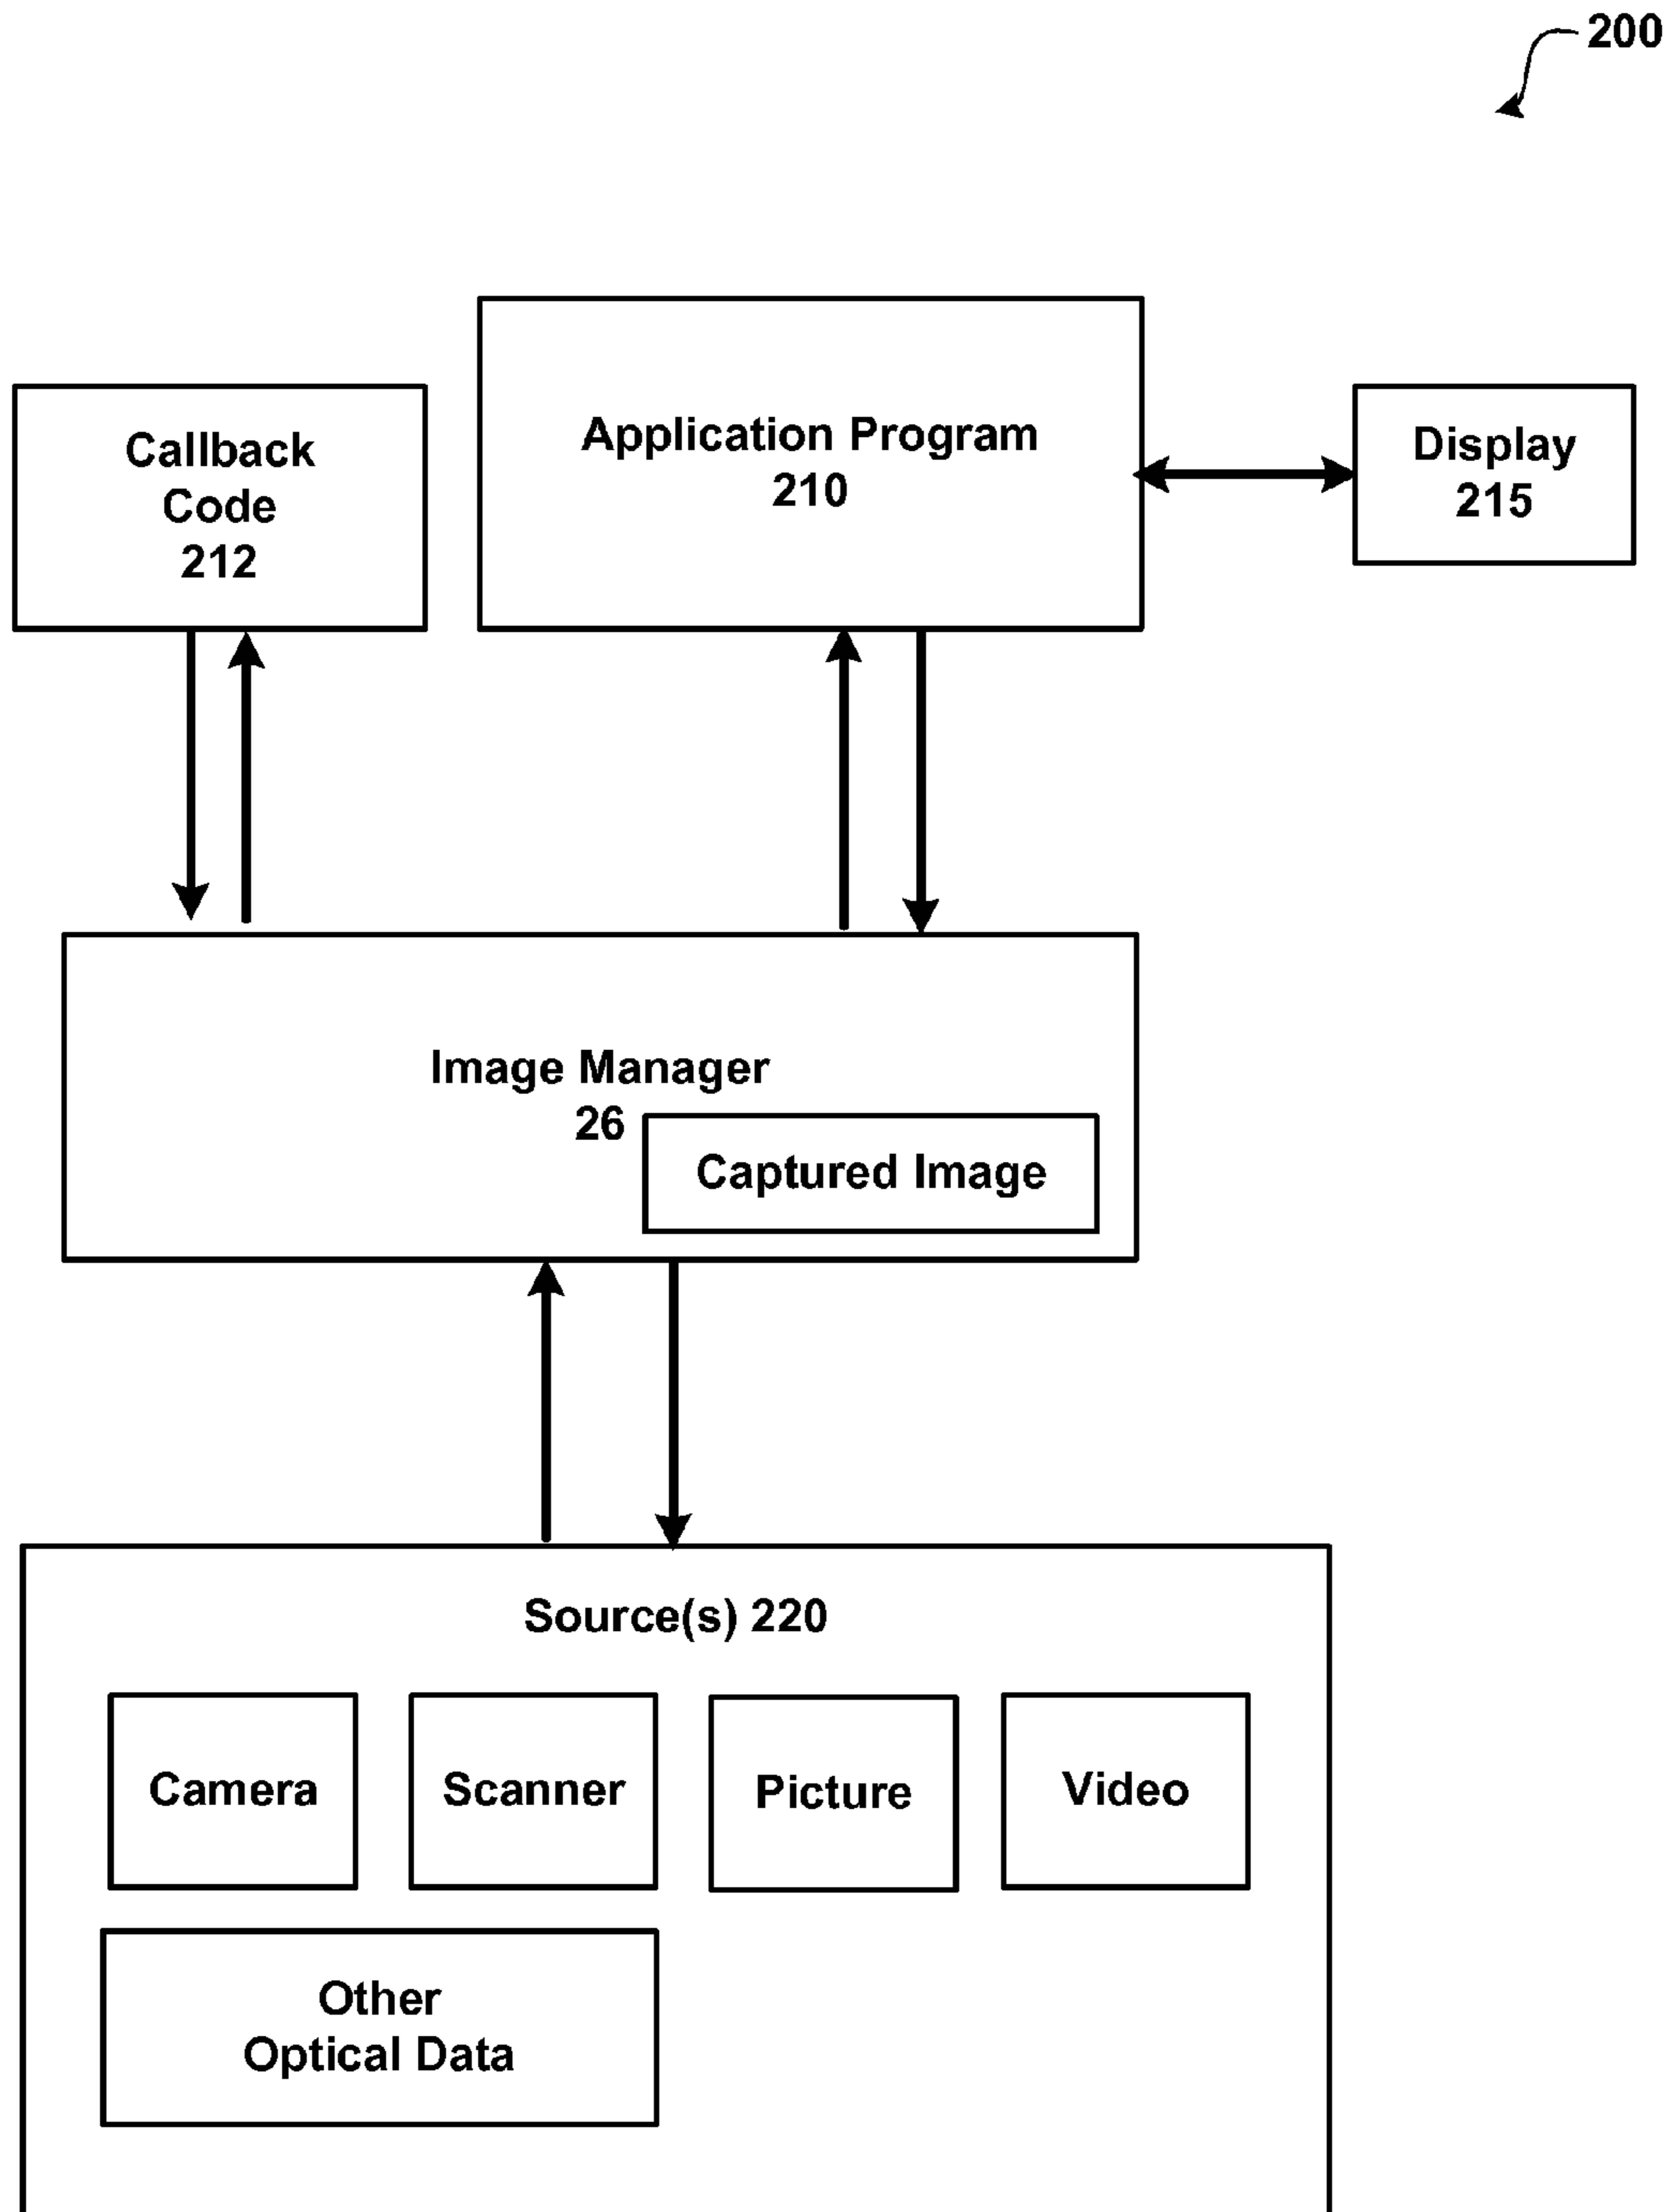 200
Callback
Code
212
Application Program
210
Display
215
Image Manager
26
Captured Image
Source(s) 220
Camera
Scanner
Picture
Video
Other
Optical Data